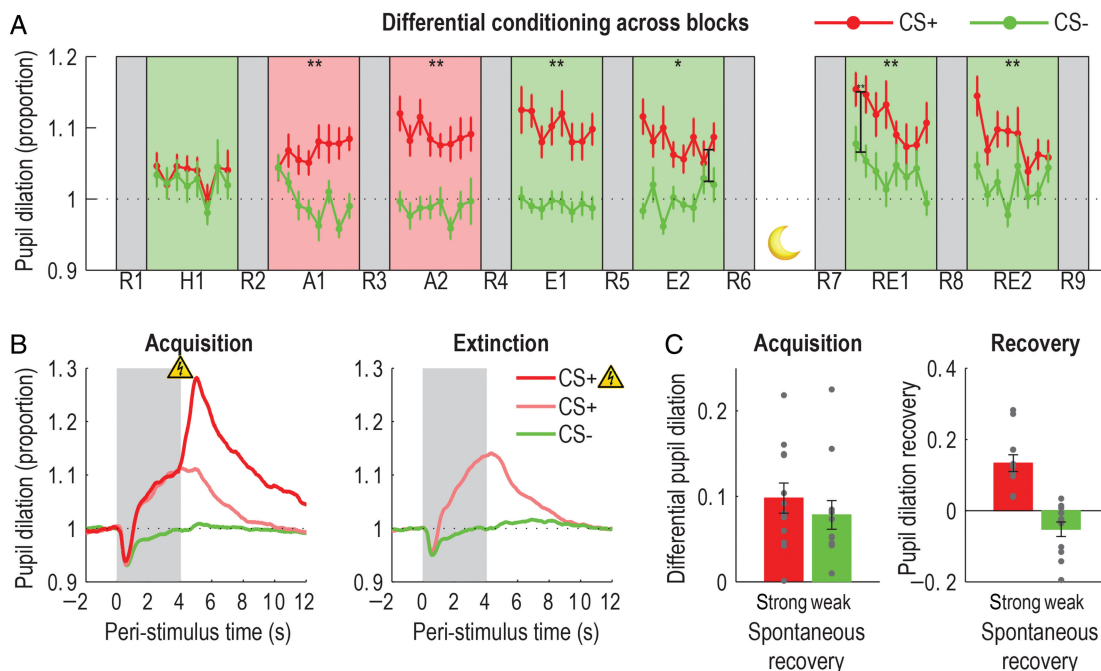 A
Differential conditioning across blocks
CS+
CS-
Pupil dilation (proportion)
1.2
1.1
1
0.9
** ** ** * ** **
**
R1 H1 R2 A1 R3 A2 R4 E1 R5 E2 R6 R7 RE1 R8 RE2 R9
B
Acquisition
Pupil dilation (proportion)
1.3
1.2
1.1
1
0.9
−2 0 2 4 6 8 10 12
Peri-stimulus time (s)
Extinction
CS+
CS+
CS-
1.3
1.2
1.1
1
0.9
−2 0 2 4 6 8 10 12
Peri-stimulus time (s)
C
Acquisition
Differential pupil dilation
0.2
0.1
0
Strong weak
Spontaneous
recovery
Recovery
Pupil dilation recovery
0.4
0.2
0
−0.2
Strong weak
Spontaneous
recovery